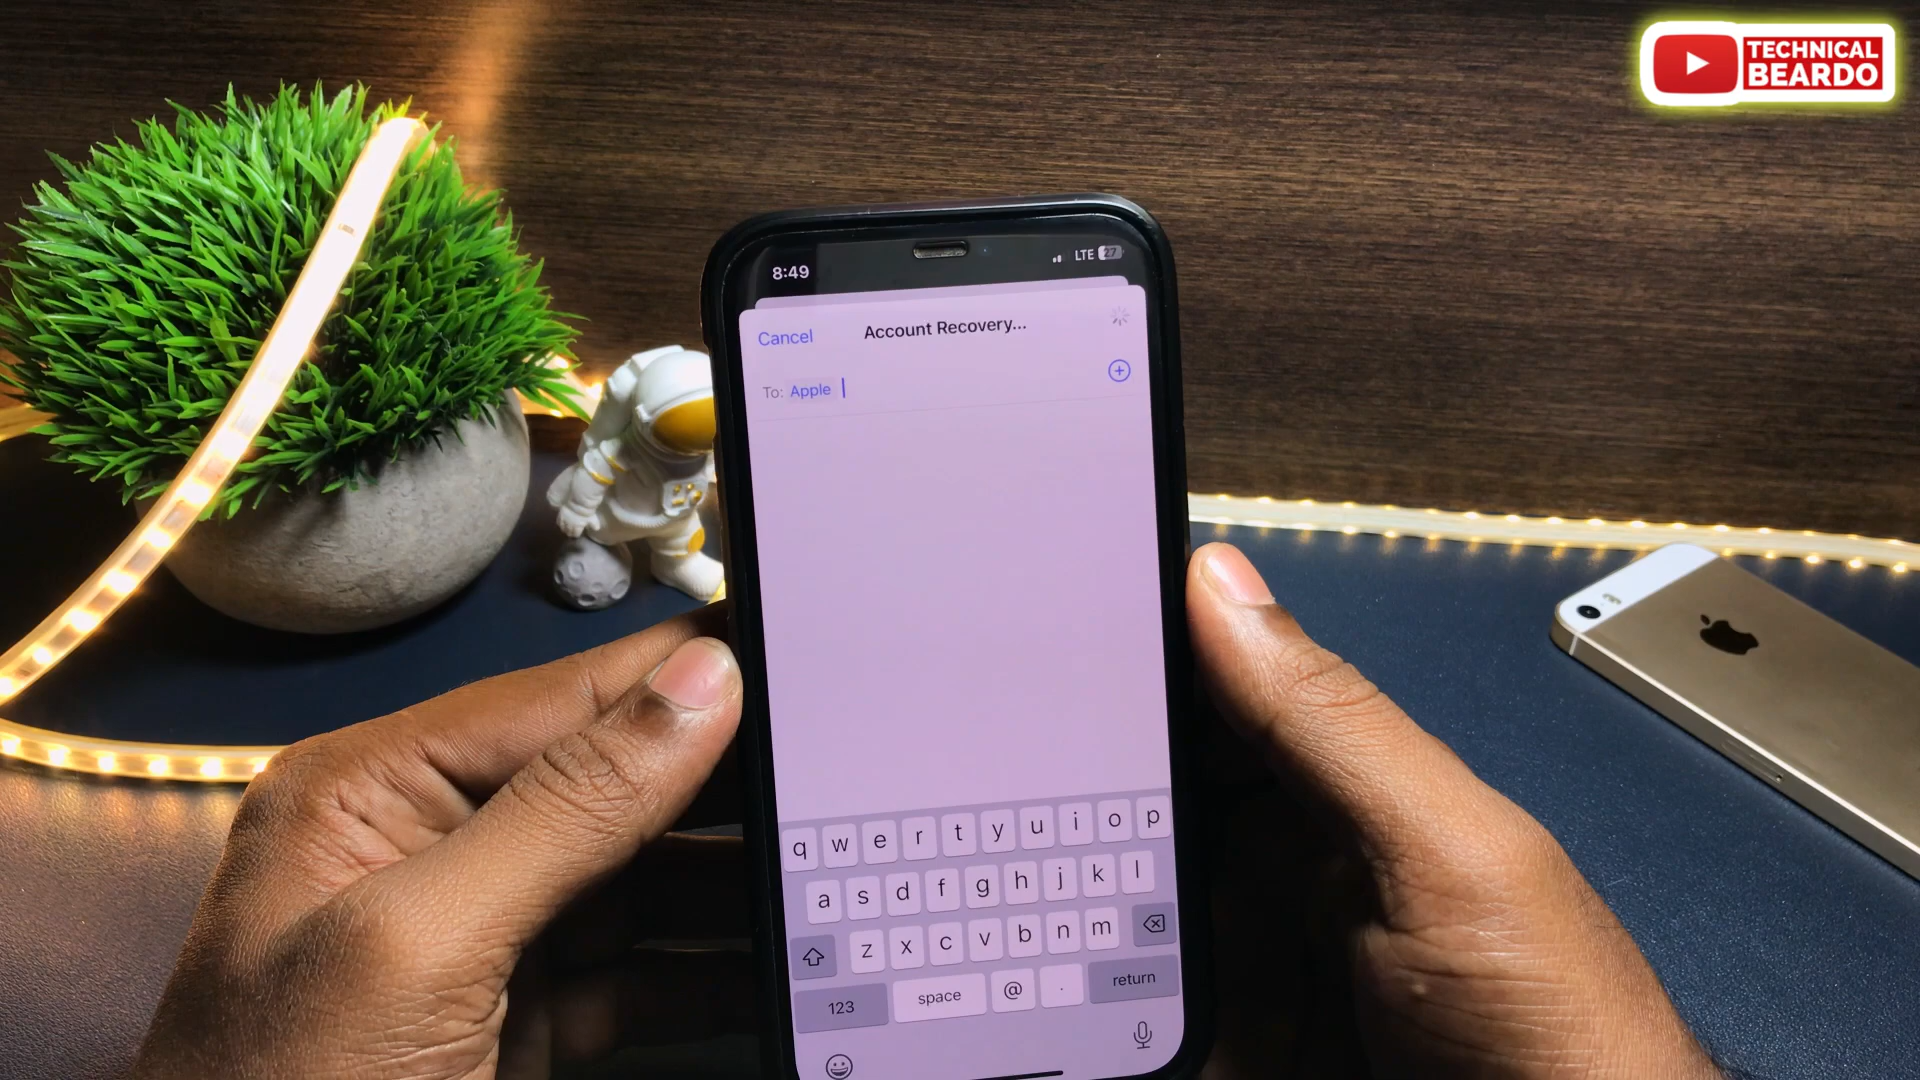 TECHNICAL
BEARDO
8:49
LTE 27
Cancel
Account Recovery...
To: Apple
q w e r t y u i o p
a s d f g h j k l
z x c v b n m
123 space @ . return